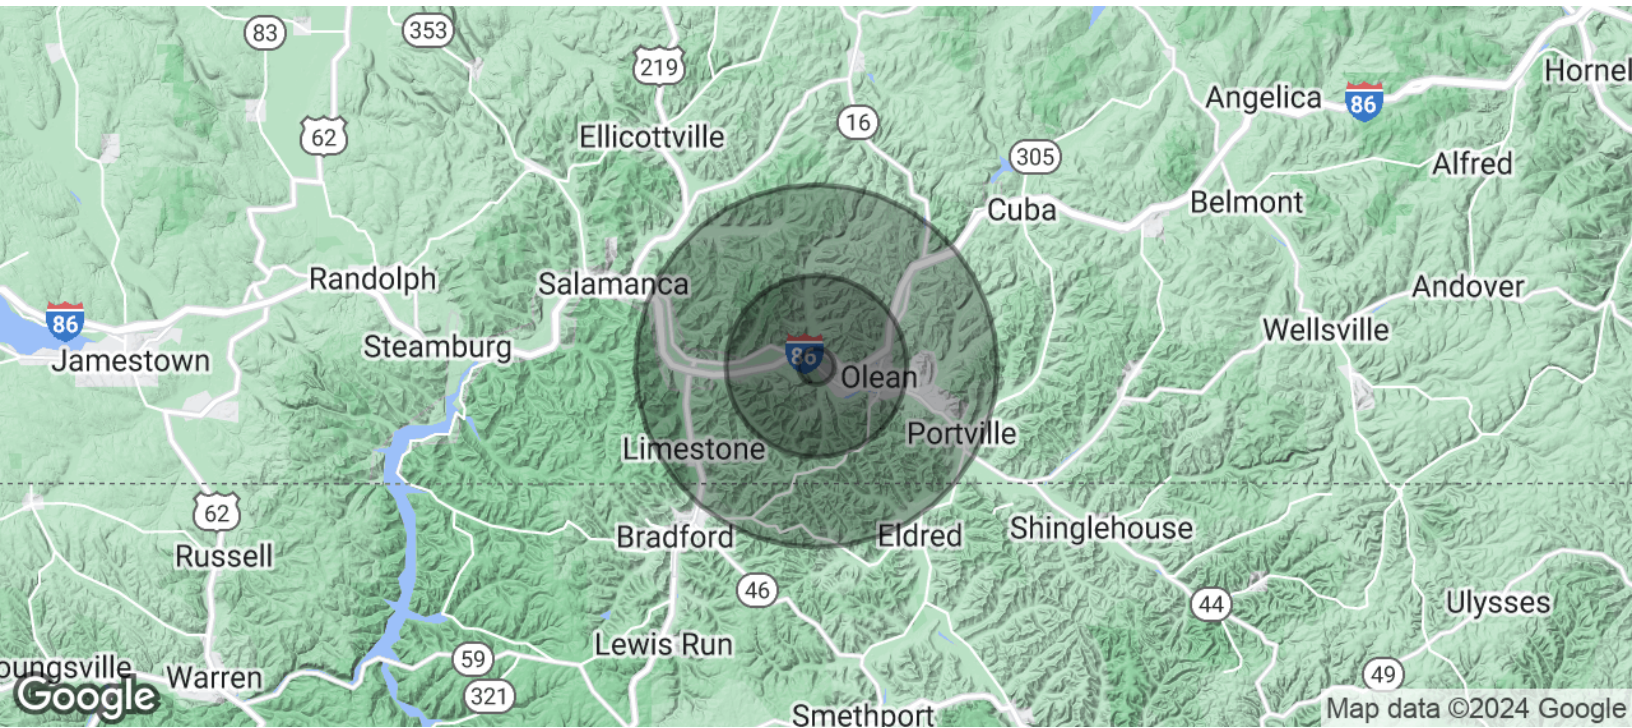 83
353
219
Hornel
Angelica
86
62
Ellicottville
16
305
Alfred
Cuba
Belmont
Randolph
Salamanca
Andover
86
Steamburg
Wellsville
Jamestown
86
Olean
Limestone
Portville
62
Russell
Bradford
Eldred
Shinglehouse
46
44
Ulysses
Lewis Run
59
oungsville
Warren
321
49
Google
Smethport
Map data ©2024 Google